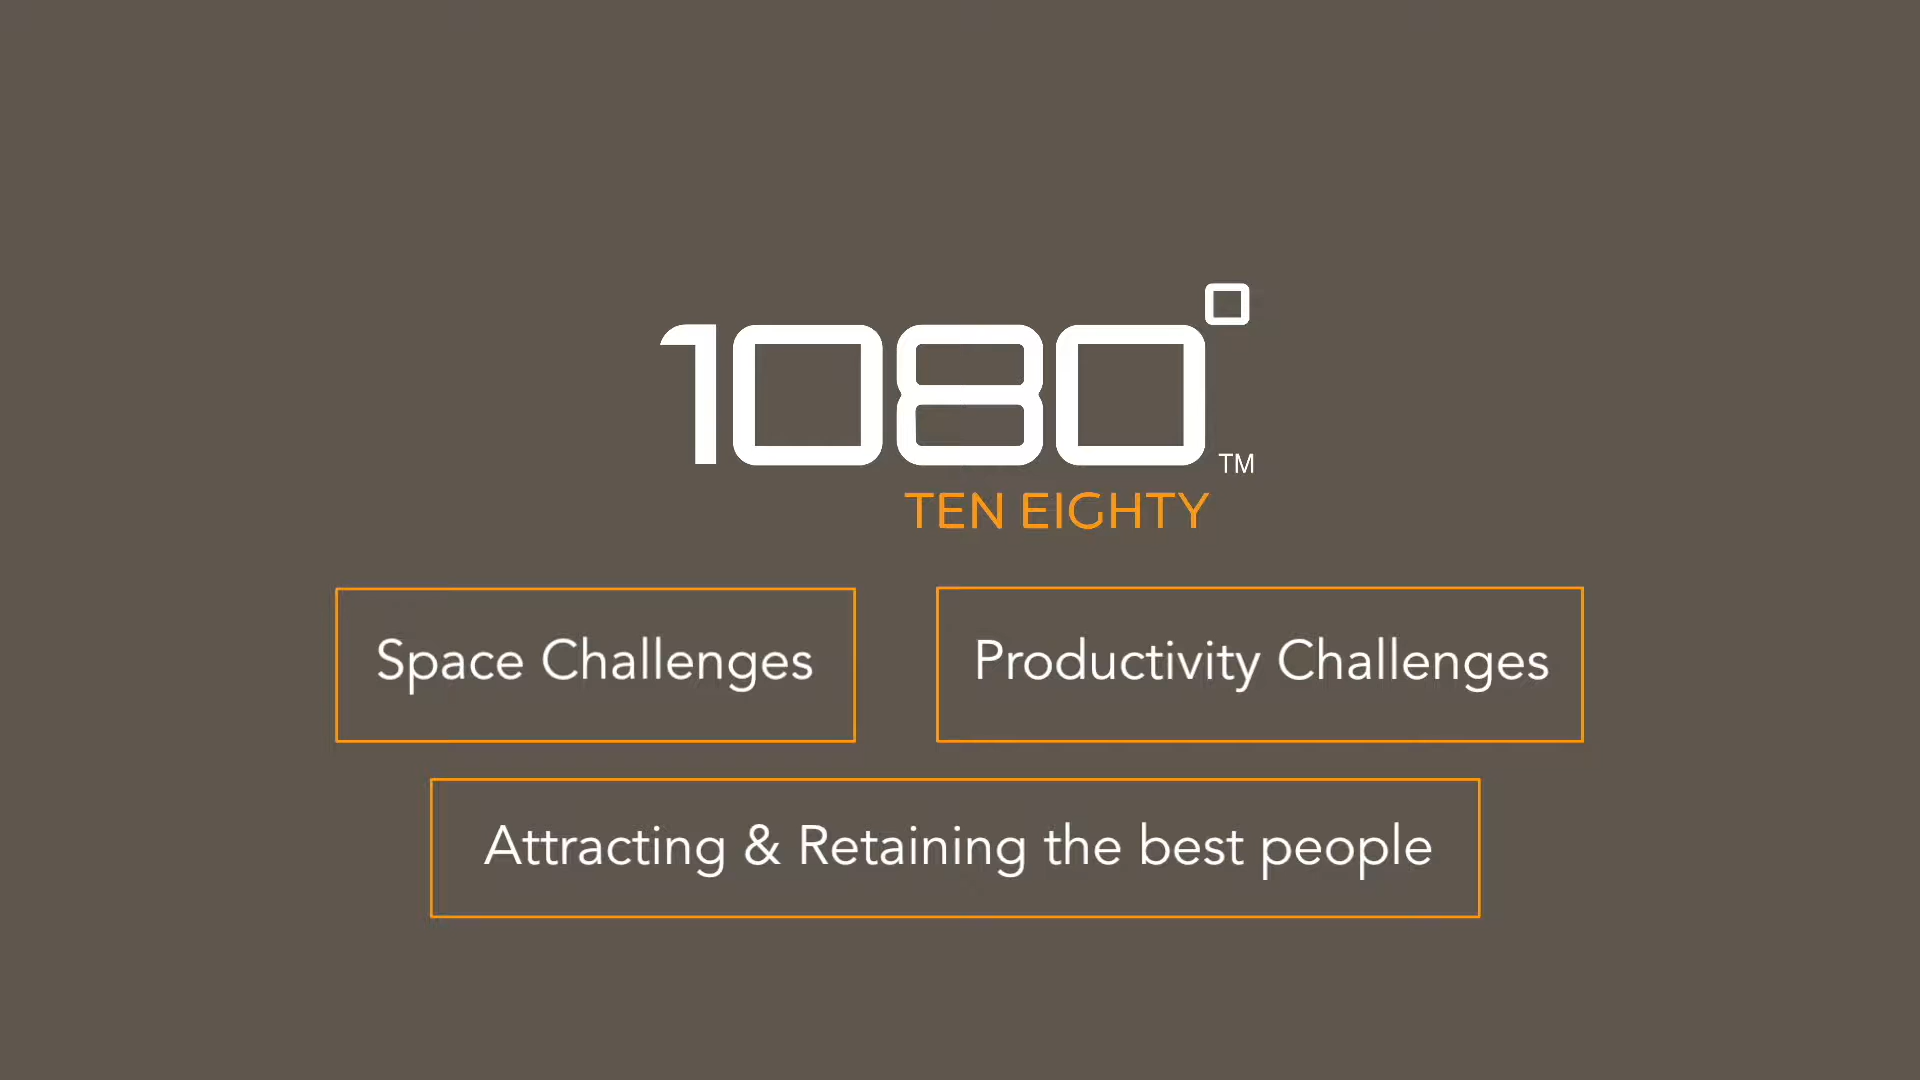 1080°
TM
TEN EIGHTY
Space Challenges
Productivity Challenges
Attracting & Retaining the best people